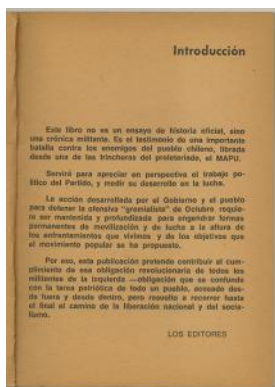 Introducción
Este libro no es un ensayo de historia oficial, sino
una crónica militante. Es el testimonio de una importante
batalla contra los enemigos del pueblo chileno, librada
desde una de las trincheras del proletariado, el MAPU.
Servirá para apreciar en perspectiva el trabajo po-
lítico del Partido, y medir su desarrollo en la lucha.
La acción desarrollada por el Gobierno y el pueblo
para detener la ofensiva "gremialista" de Octubre requie-
re ser mantenida y profundizada para engendrar formas
permanentes de movilización y de lucha a la altura de
los enfrentamientos que vivimos y de los objetivos que
el movimiento popular se ha propuesto.
Por eso, esta publicación pretende contribuir al cum-
plimiento de esa obligación revolucionaria de todos los
militantes de la izquierda —obligación que se confunde
con la tarea patriótica de todo un pueblo, acosado des-
de fuera y desde dentro, pero resuelto a recorrer hasta
el final el camino de la liberación nacional y del socia-
lismo.
LOS EDITORES